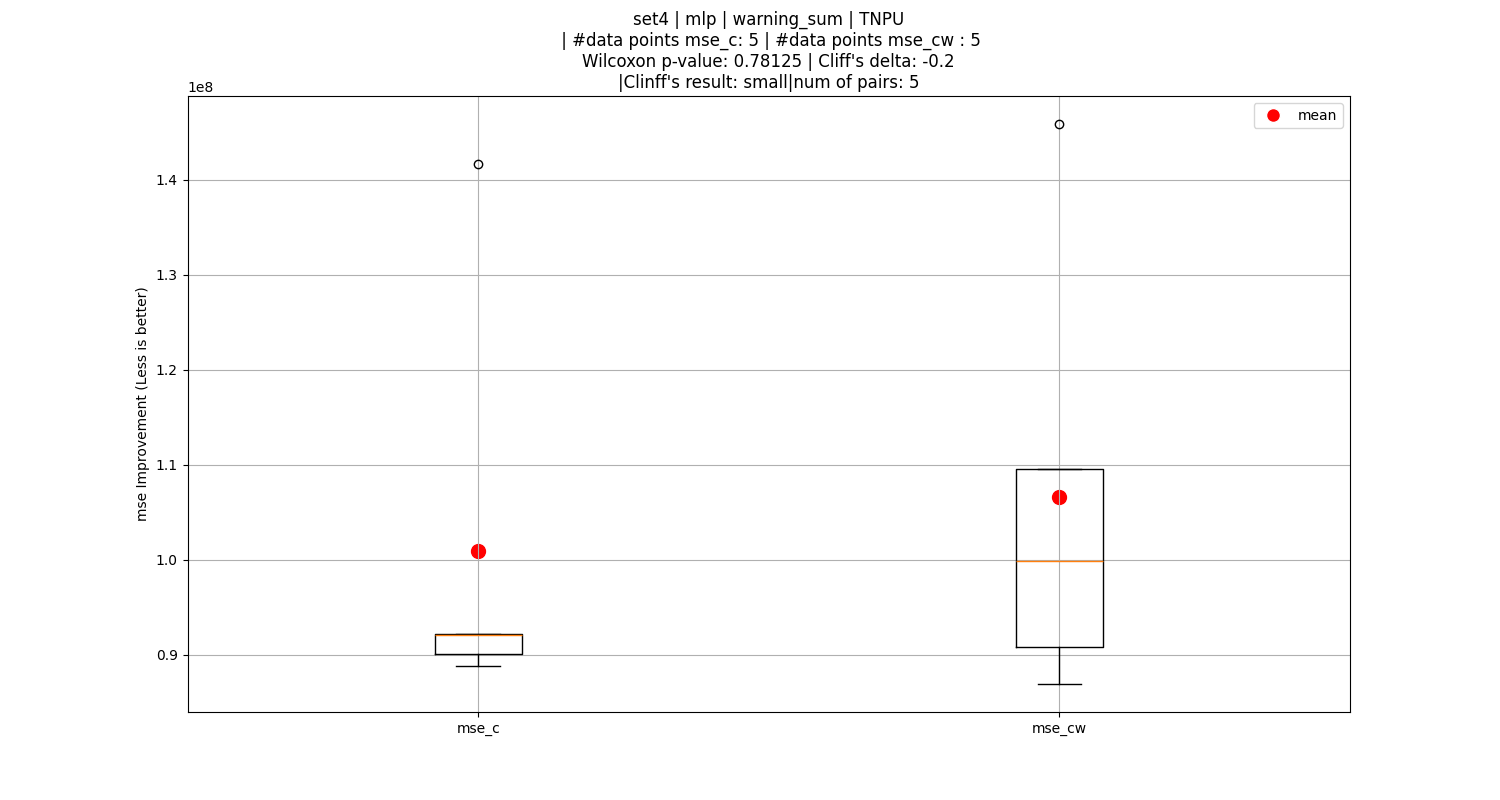 set4 | mlp | warning_sum | TNPU
| #data points mse_c: 5 | #data points mse_cw : 5
Wilcoxon p-value: 0.78125 | Cliff's delta: -0.2
|Clinff's result: small|num of pairs: 5
1e8
mean
1.4
1.3
1.2
1.1
1.0
0.9
mse Improvement (Less is better)
mse_c
mse_cw